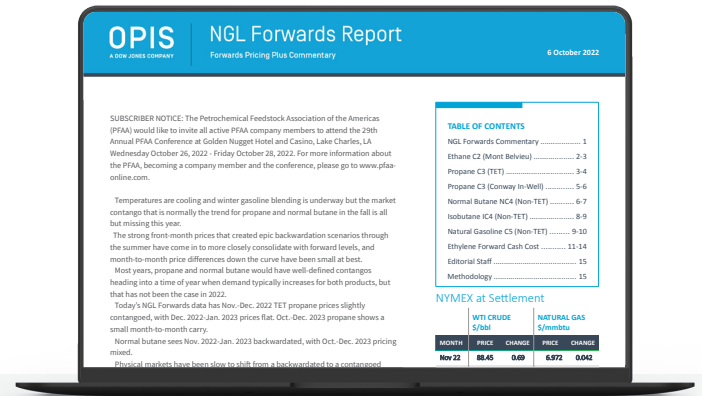 OPIS
A DOW JONES COMPANY
NGL Forwards Report
Forwards Pricing Plus Commentary
6 October 2022
SUBSCRIBER NOTICE: The Petrochemical Feedstock Association of the Americas
(PFAA) would like to invite all active PFAA company members to attend the 29th
Annual PFAA Conference at Golden Nugget Hotel and Casino, Lake Charles, LA
Wednesday October 26, 2022 - Friday October 28, 2022. For more information about
the PFAA, becoming a company member and the conference, please go to www.pfaa-
online.com.
Temperatures are cooling and winter gasoline blending is underway but the market
contango that is normally the trend for propane and normal butane in the fall is all
but missing this year.
The strong front-month prices that created epic backwardation scenarios through
the summer have come in to more closely consolidate with forward levels, and
month-to-month price differences down the curve have been small at best.
Most years, propane and normal butane would have well-defined contangos
heading into a time of year when demand typically increases for both products, but
that has not been the case in 2022.
Today's NGL Forwards data has Nov.-Dec. 2022 TET propane prices slightly
contangoed, with Dec. 2022-Jan. 2023 prices flat. Oct.-Dec. 2023 propane shows a
small month-to-month carry.
Normal butane sees Nov. 2022-Jan. 2023 backwardated, with Oct.-Dec. 2023 pricing
mixed.
Physical markets have been slow to shift from a backwardated to a contangoed
TABLE OF CONTENTS
NGL Forwards Commentary .................. 1
Ethane C2 (Mont Belvieu) ................. 2-3
Propane C3 (TET) ............................. 3-4
Propane C3 (Conway In-Well) ............ 5-6
Normal Butane NC4 (Non-TET) ........... 6-7
Isobutane IC4 (Non-TET) ................... 8-9
Natural Gasoline C5 (Non-TET) ......... 9-10
Ethylene Forward Cash Cost ........... 11-14
Editorial Staff .................................... 15
Methodology .................................... 15
NYMEX at Settlement
WTI CRUDE NATURAL GAS
$/bbl $/mmbtu
MONTH PRICE CHANGE PRICE CHANGE
Nov 22 88.45 0.69 6.972 0.042